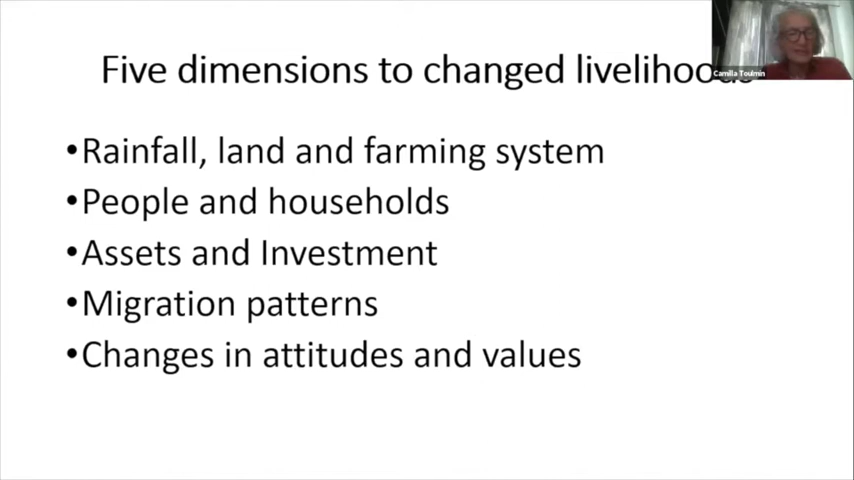 Five dimensions to changed livelihoods
Camilla Toulmin
•Rainfall, land and farming system
•People and households
•Assets and Investment
•Migration patterns
•Changes in attitudes and values